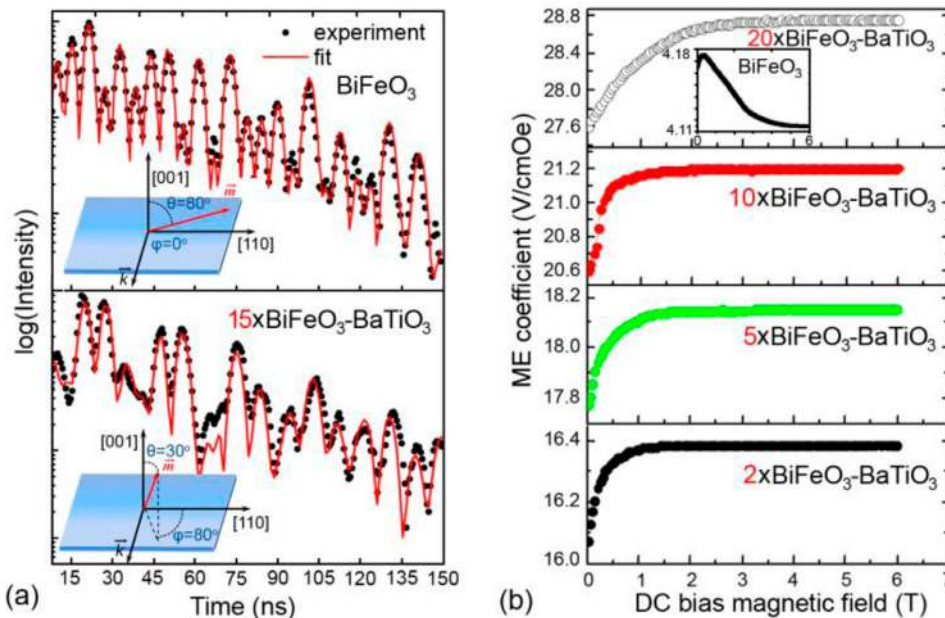 experiment
fit
BiFeO₃
[001]
θ=80°
m
φ=0°
[110]
k
15xBiFeO₃-BaTiO₃
[001]
θ=30°
m
[110]
φ=80°
k
log(Intensity)
15 30 45 60 75 90 105 120 135 150
Time (ns)
(a)
28.8
28.4
28.0
27.6
20xBiFeO₃-BaTiO₃
4.18
BiFeO₃
4.11
0 6
21.2
21.0
20.8
20.6
10xBiFeO₃-BaTiO₃
18.2
18.0
17.8
5xBiFeO₃-BaTiO₃
16.4
16.2
16.0
2xBiFeO₃-BaTiO₃
ME coefficient (V/cmOe)
0 1 2 3 4 5 6
DC bias magnetic field (T)
(b)